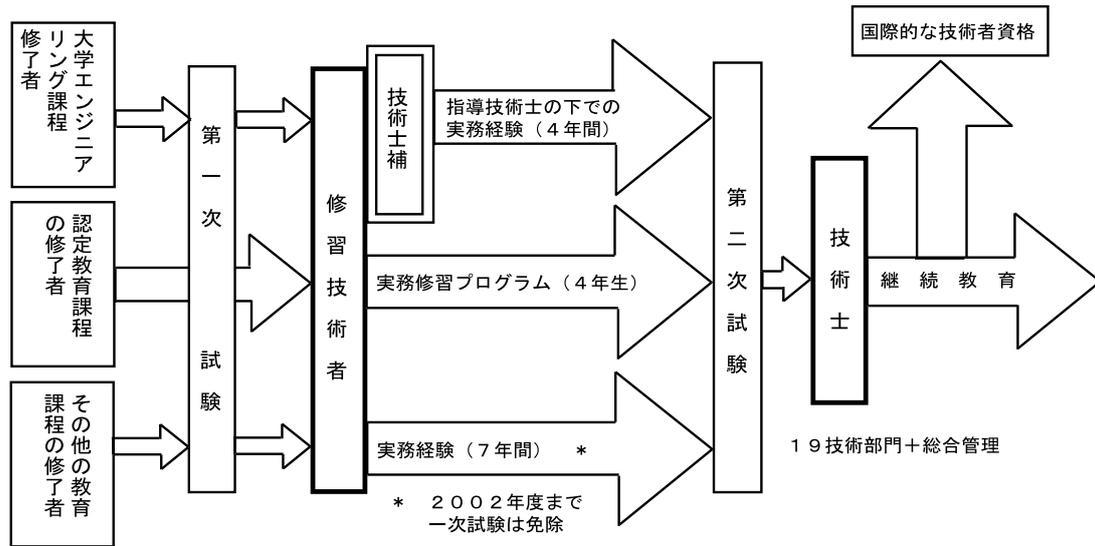 大学エンジニア
リング課程
修了者
認定教育課程
の修了者
その他の教育
課程の修了者
第一次　試験
修習技術者
技術士補
指導技術士の下での
実務経験（４年間）
実務修習プログラム（４年生）
実務経験（７年間）　＊
＊　２００２年度まで
一次試験は免除
第二次試験
技術士
国際的な技術者資格
継続教育
１９技術部門＋総合管理